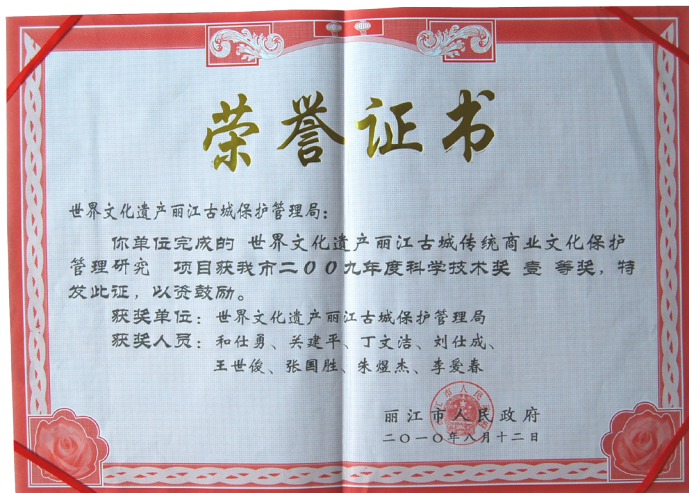 荣誉证书
世界文化遗产丽江古城保护管理局：
你单位完成的 世界文化遗产丽江古城传统商业文化保护
管理研究 项目获我市二〇〇九年度科学技术奖 壹 等奖，特
发此证，以资鼓励。
获奖单位：世界文化遗产丽江古城保护管理局
获奖人员：和仕勇、关建平、丁文洁、刘仕成、
王世俊、张国胜、朱煜杰、李爱春
丽江市人民政府
二〇一〇年八月十二日